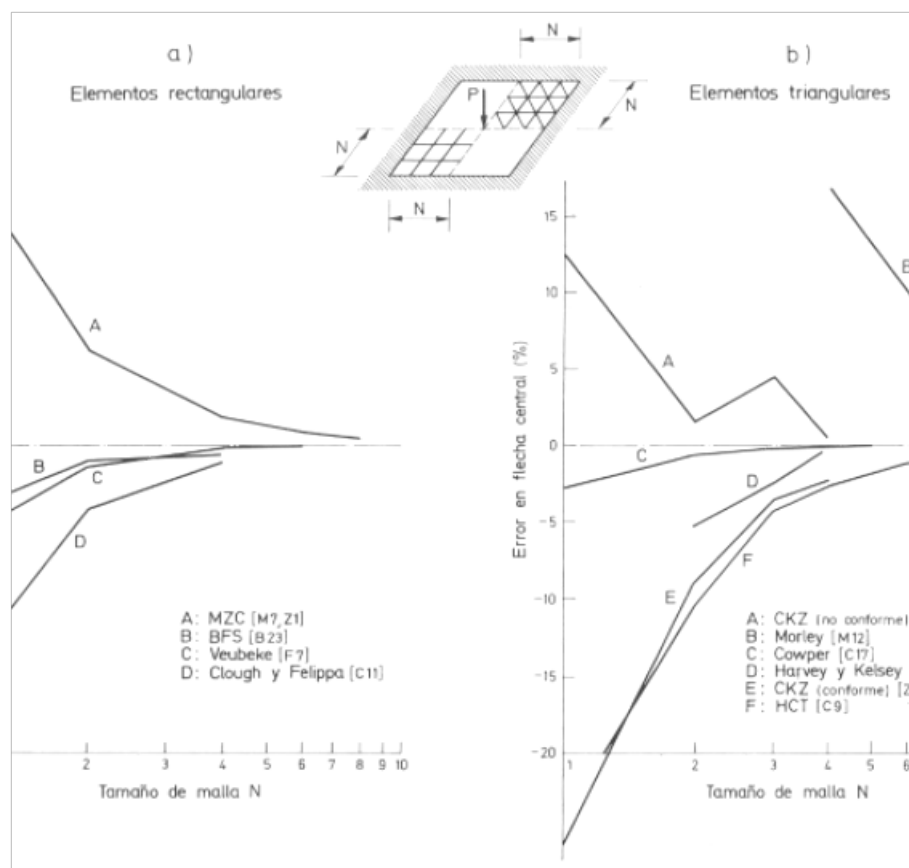 a)
Elementos rectangulares
N
P
N
N
N
b)
Elementos triangulares
A
B
C
D
A: MZC [M7, Z1]
B: BFS [B23]
C: Veubeke [F7]
D: Clough y Felippa [C11]
2 3 4 5 6 7 8 9 10
Tamaño de malla N
Error en flecha central (%)
15
10
5
0
-5
-10
-15
-20
A
B
C
D
E
F
A: CKZ (no conforme)
B: Morley [M12]
C: Cowper [C17]
D: Harvey y Kelsey
E: CKZ (conforme) [Z
F: HCT [C9]
1 2 3 4 5 6
Tamaño de malla N